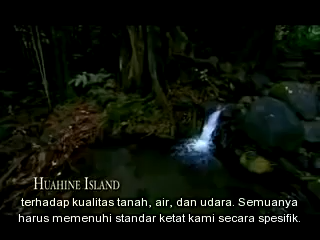 HUAHINE ISLAND
terhadap kualitas tanah, air, dan udara. Semuanya
harus memenuhi standar ketat kami secara spesifik.